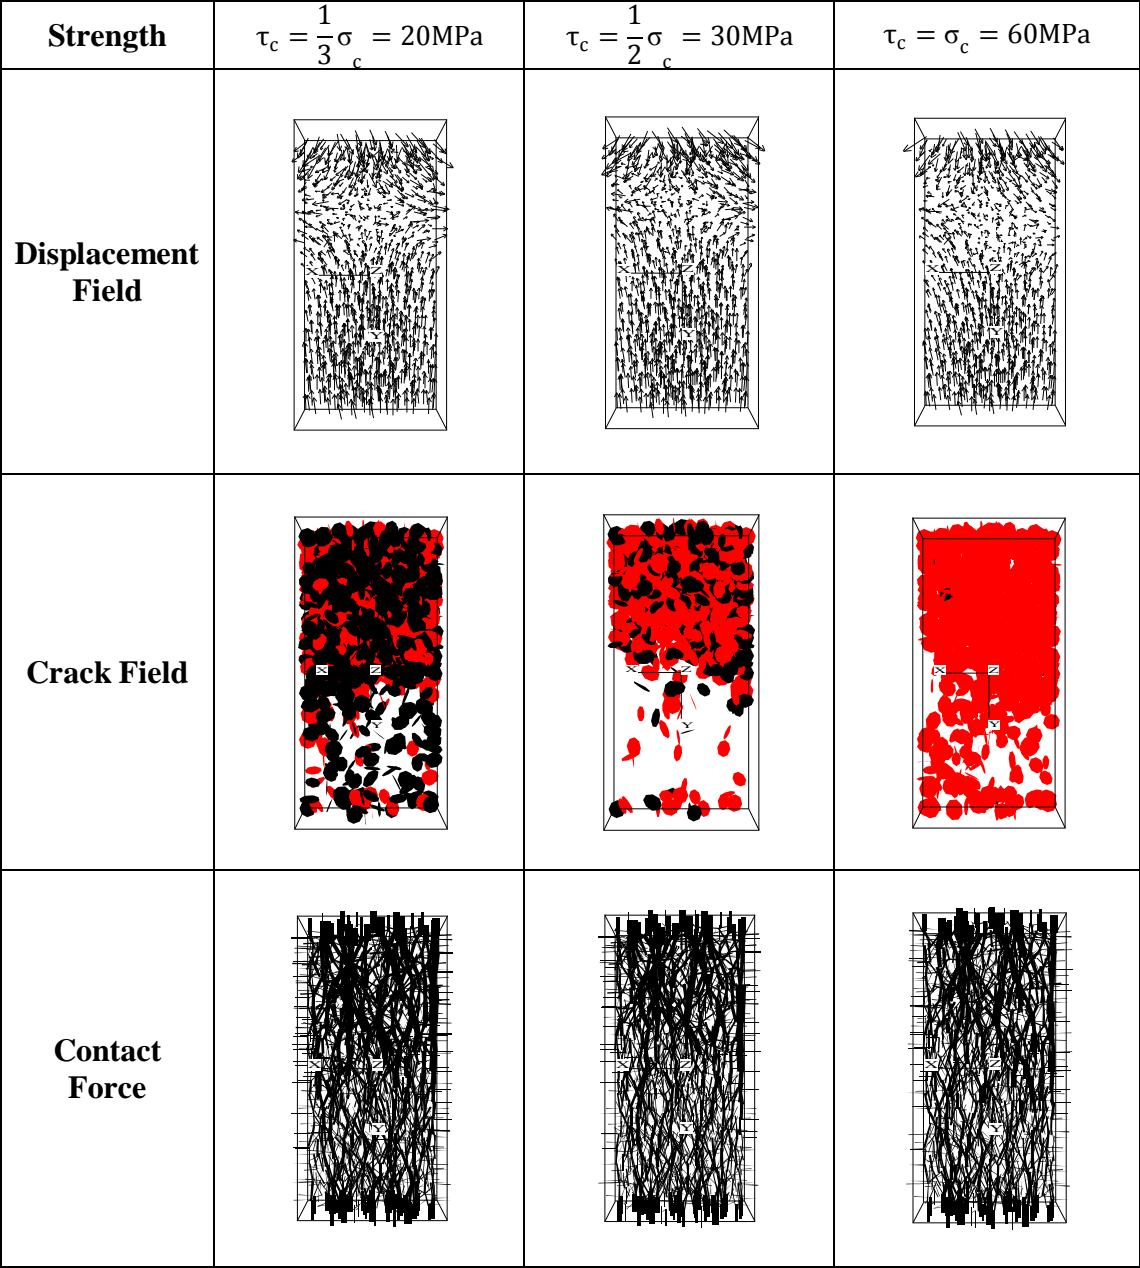 Strength
τc = 1/3 σc = 20MPa
τc = 1/2 σc = 30MPa
τc = σc = 60MPa
Displacement
Field
X Z
Y
X Z
Y
X Z
Y
Crack Field
X Z
Y
X Z
Y
X Z
Y
Contact
Force
X Z
Y
X Z
Y
X Z
Y